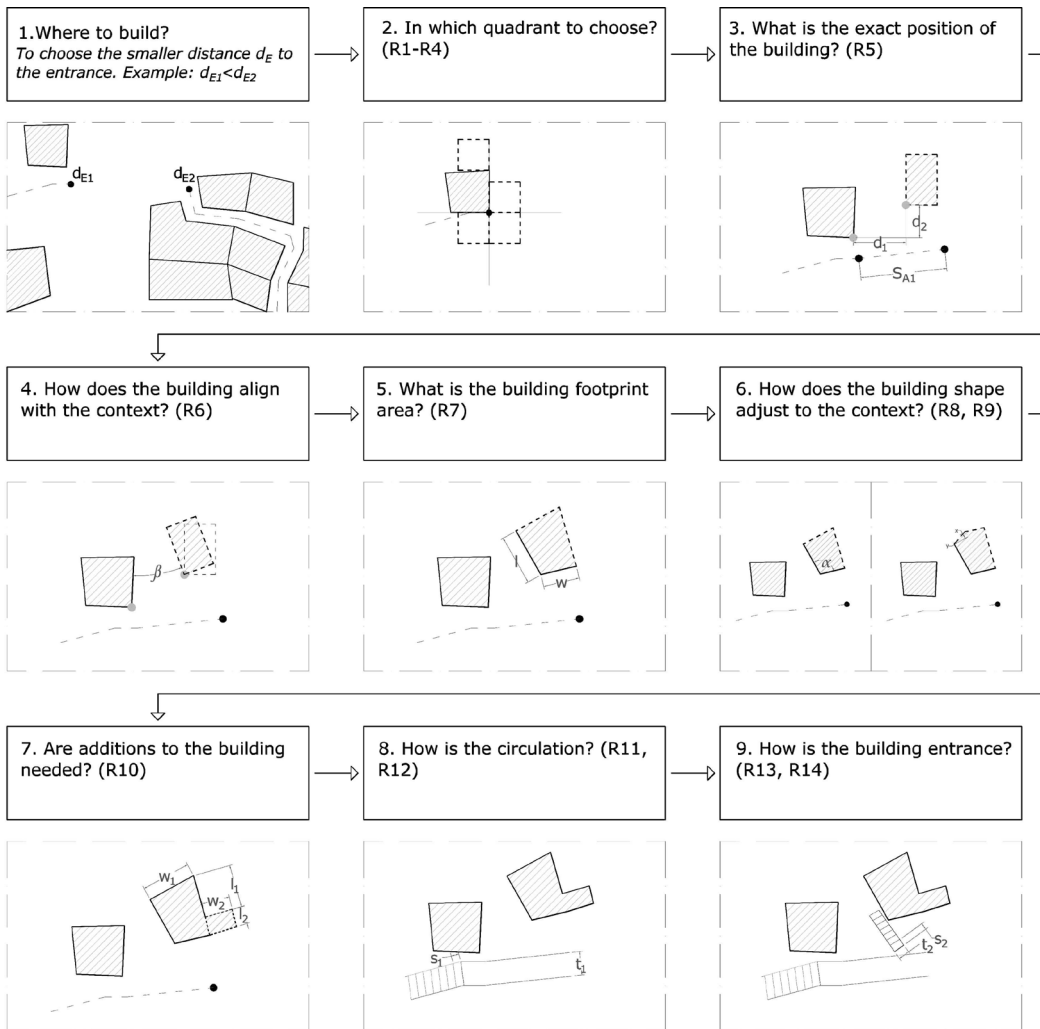 1.Where to build?
To choose the smaller distance dE to
the entrance. Example: dE1<dE2
2. In which quadrant to choose?
(R1-R4)
3. What is the exact position of
the building? (R5)
dE1
dE2
d2
d1
SA1
4. How does the building align
with the context? (R6)
5. What is the building footprint
area? (R7)
6. How does the building shape
adjust to the context? (R8, R9)
β
l
w
α
x
y
7. Are additions to the building
needed? (R10)
8. How is the circulation? (R11,
R12)
9. How is the building entrance?
(R13, R14)
w1
l1
w2
l2
s1
t1
s2
t2